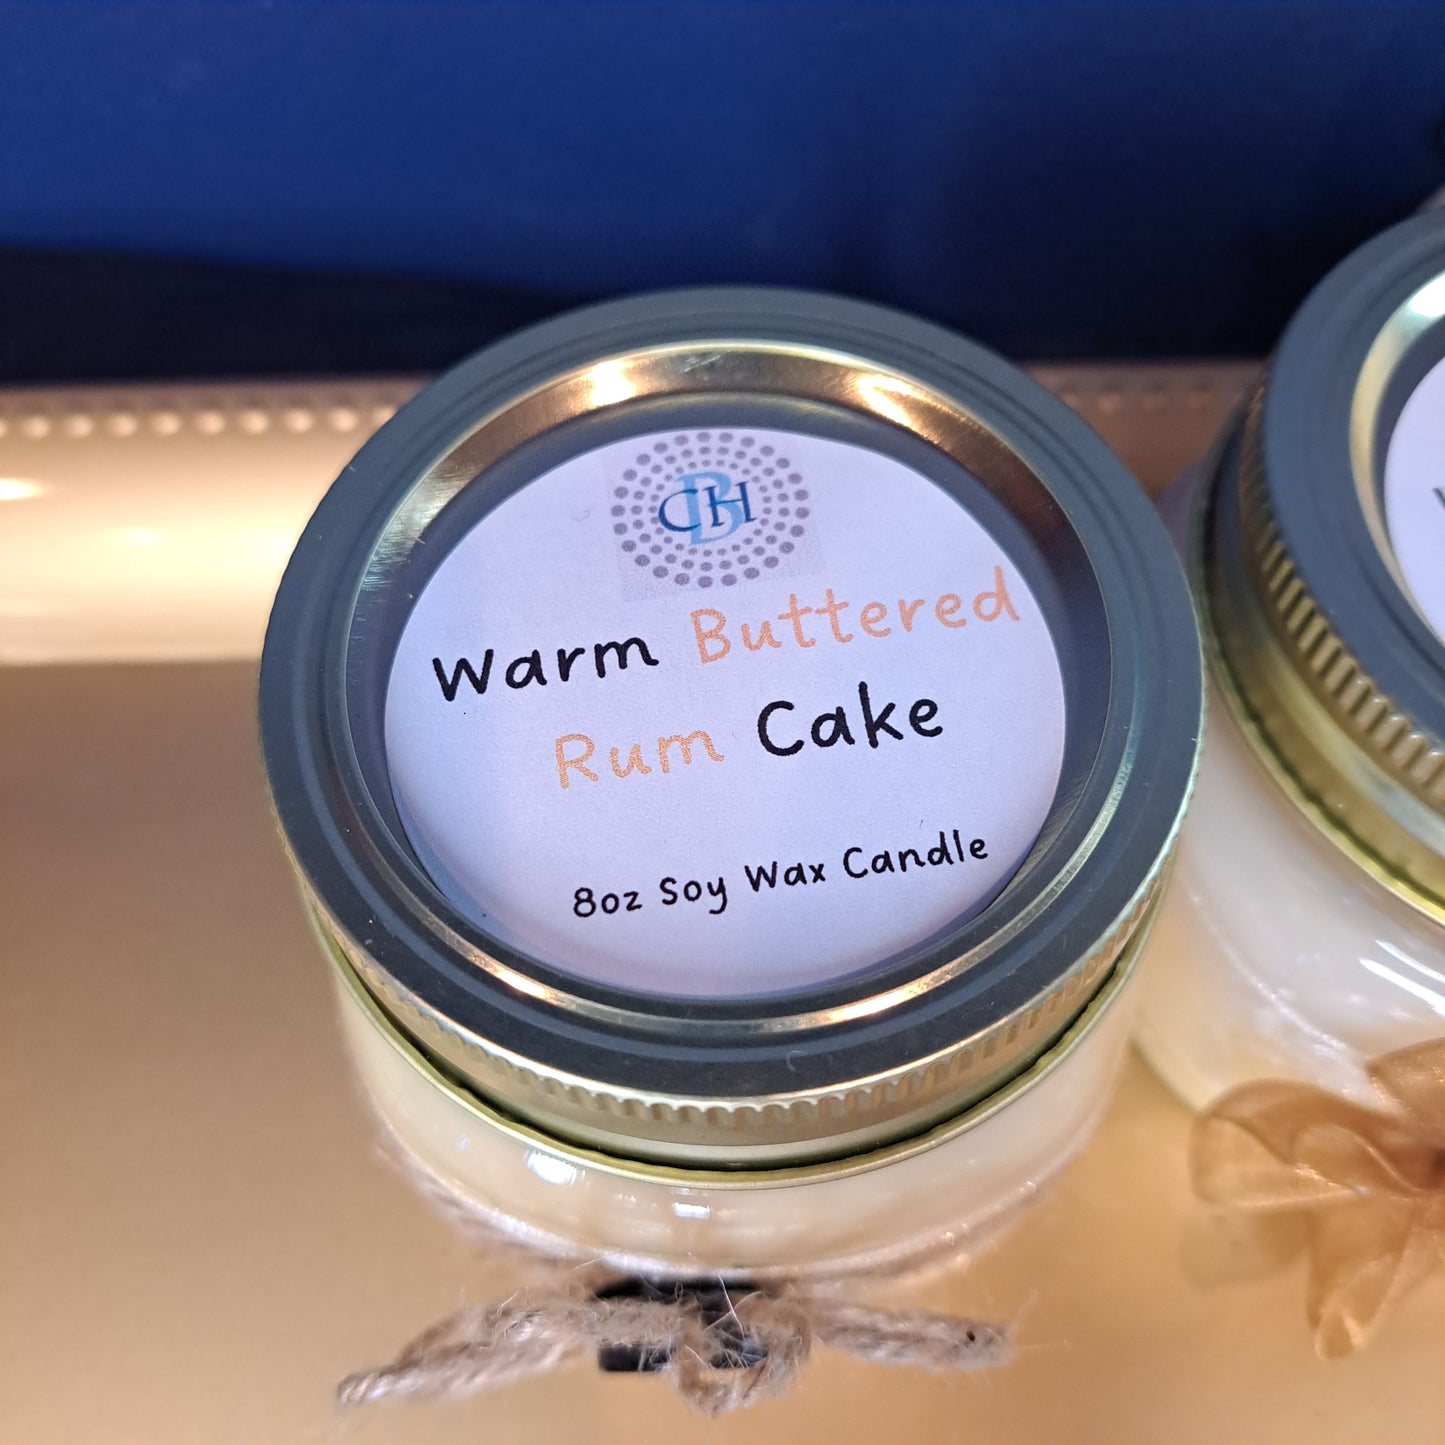 CBH
Warm Buttered
Rum Cake
8oz Soy Wax Candle